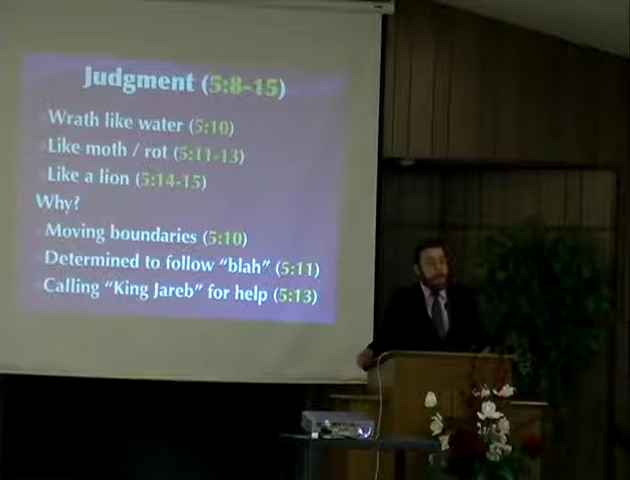 Judgment (5:8-15)
Wrath like water (5:10)
Like moth / rot (5:11-13)
Like a lion (5:14-15)
Why?
Moving boundaries (5:10)
Determined to follow “blah” (5:11)
Calling “King Jareb” for help (5:13)